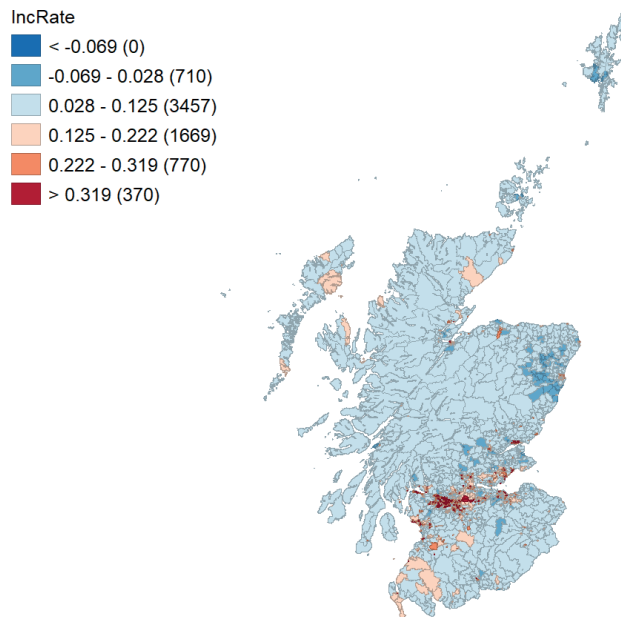 IncRate
< -0.069 (0)
-0.069 - 0.028 (710)
0.028 - 0.125 (3457)
0.125 - 0.222 (1669)
0.222 - 0.319 (770)
> 0.319 (370)